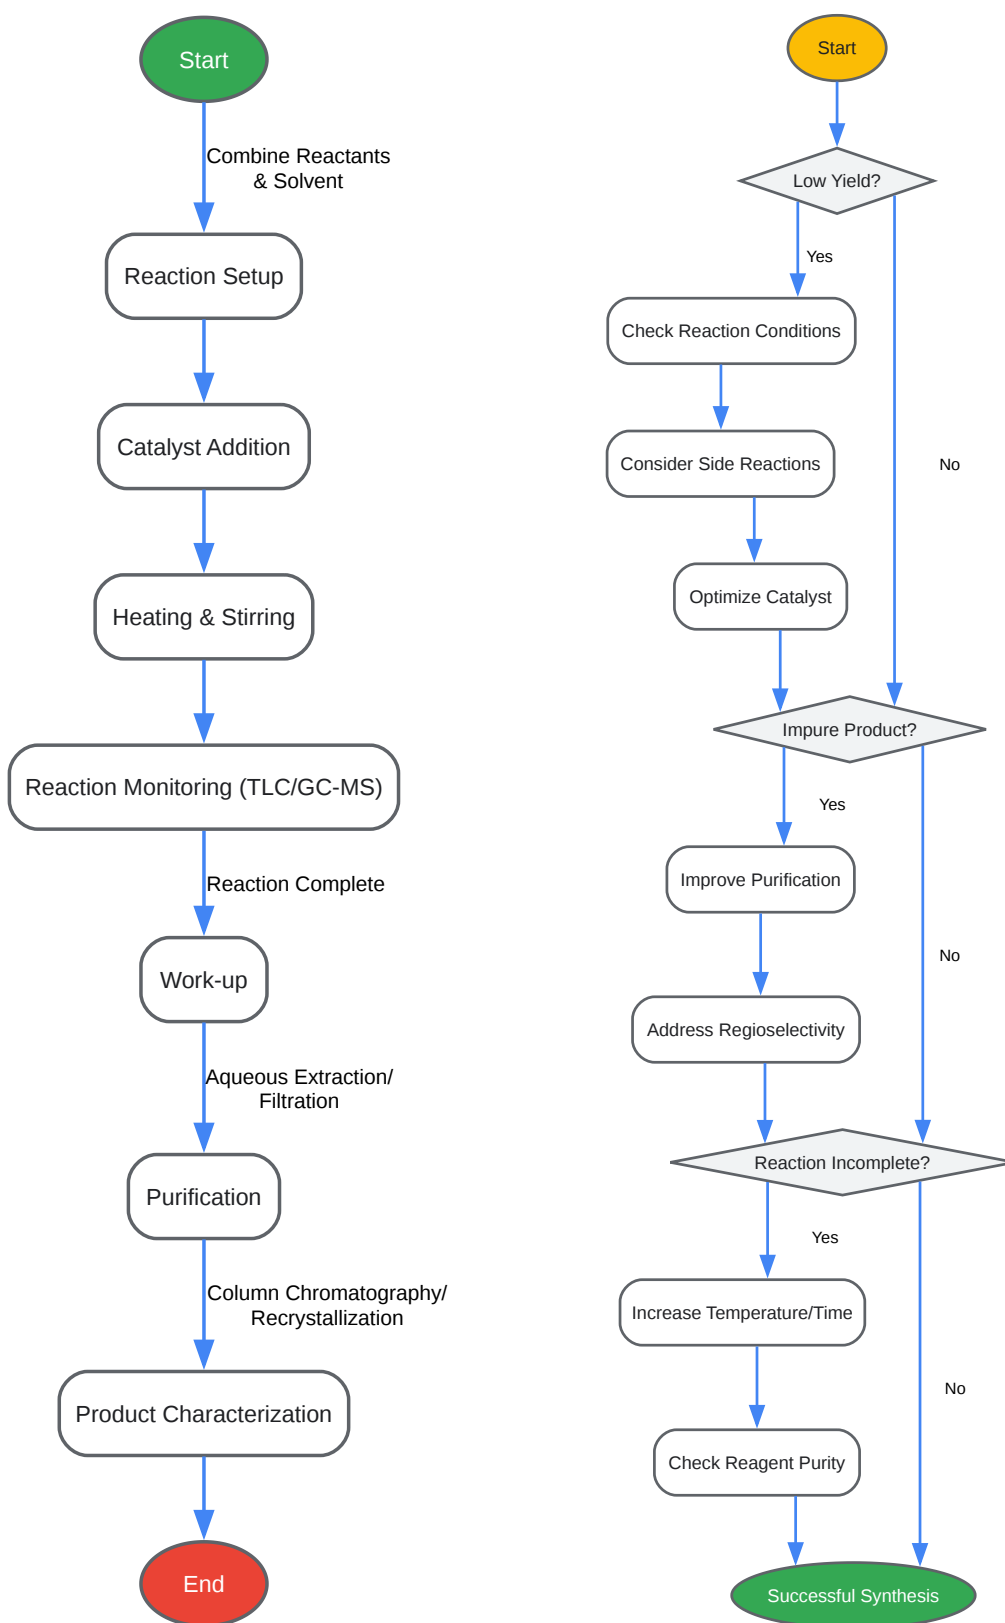 Start
Combine Reactants
& Solvent
Reaction Setup
Catalyst Addition
Heating & Stirring
Reaction Monitoring (TLC/GC-MS)
Reaction Complete
Work-up
Aqueous Extraction/
Filtration
Purification
Column Chromatography/
Recrystallization
Product Characterization
End
Start
Low Yield?
Yes
Check Reaction Conditions
Consider Side Reactions
No
Optimize Catalyst
Impure Product?
Yes
Improve Purification
No
Address Regioselectivity
Reaction Incomplete?
Yes
Increase Temperature/Time
No
Check Reagent Purity
Successful Synthesis